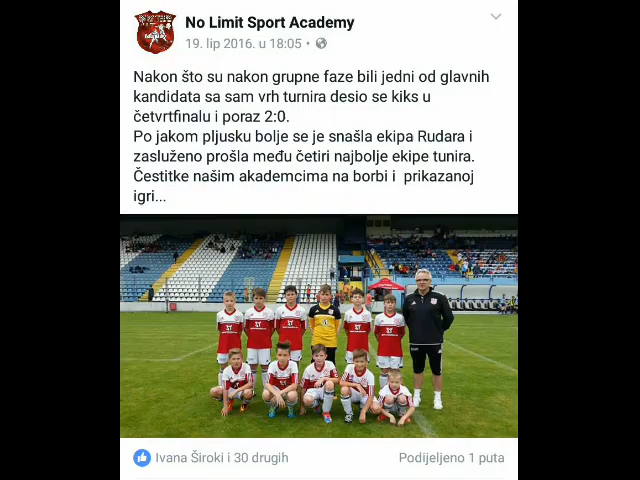 No Limit Sport Academy
19. lip 2016. u 18:05 •
Nakon što su nakon grupne faze bili jedni od glavnih
kandidata sa sam vrh turnira desio se kiks u
četvrtfinalu i poraz 2:0.
Po jakom pljusku bolje se je snašla ekipa Rudara i
zasluženo prošla među četiri najbolje ekipe tunira.
Čestitke našim akademcima na borbi i  prikazanoj
igri...
Ivana Široki i 30 drugih
Podijeljeno 1 puta